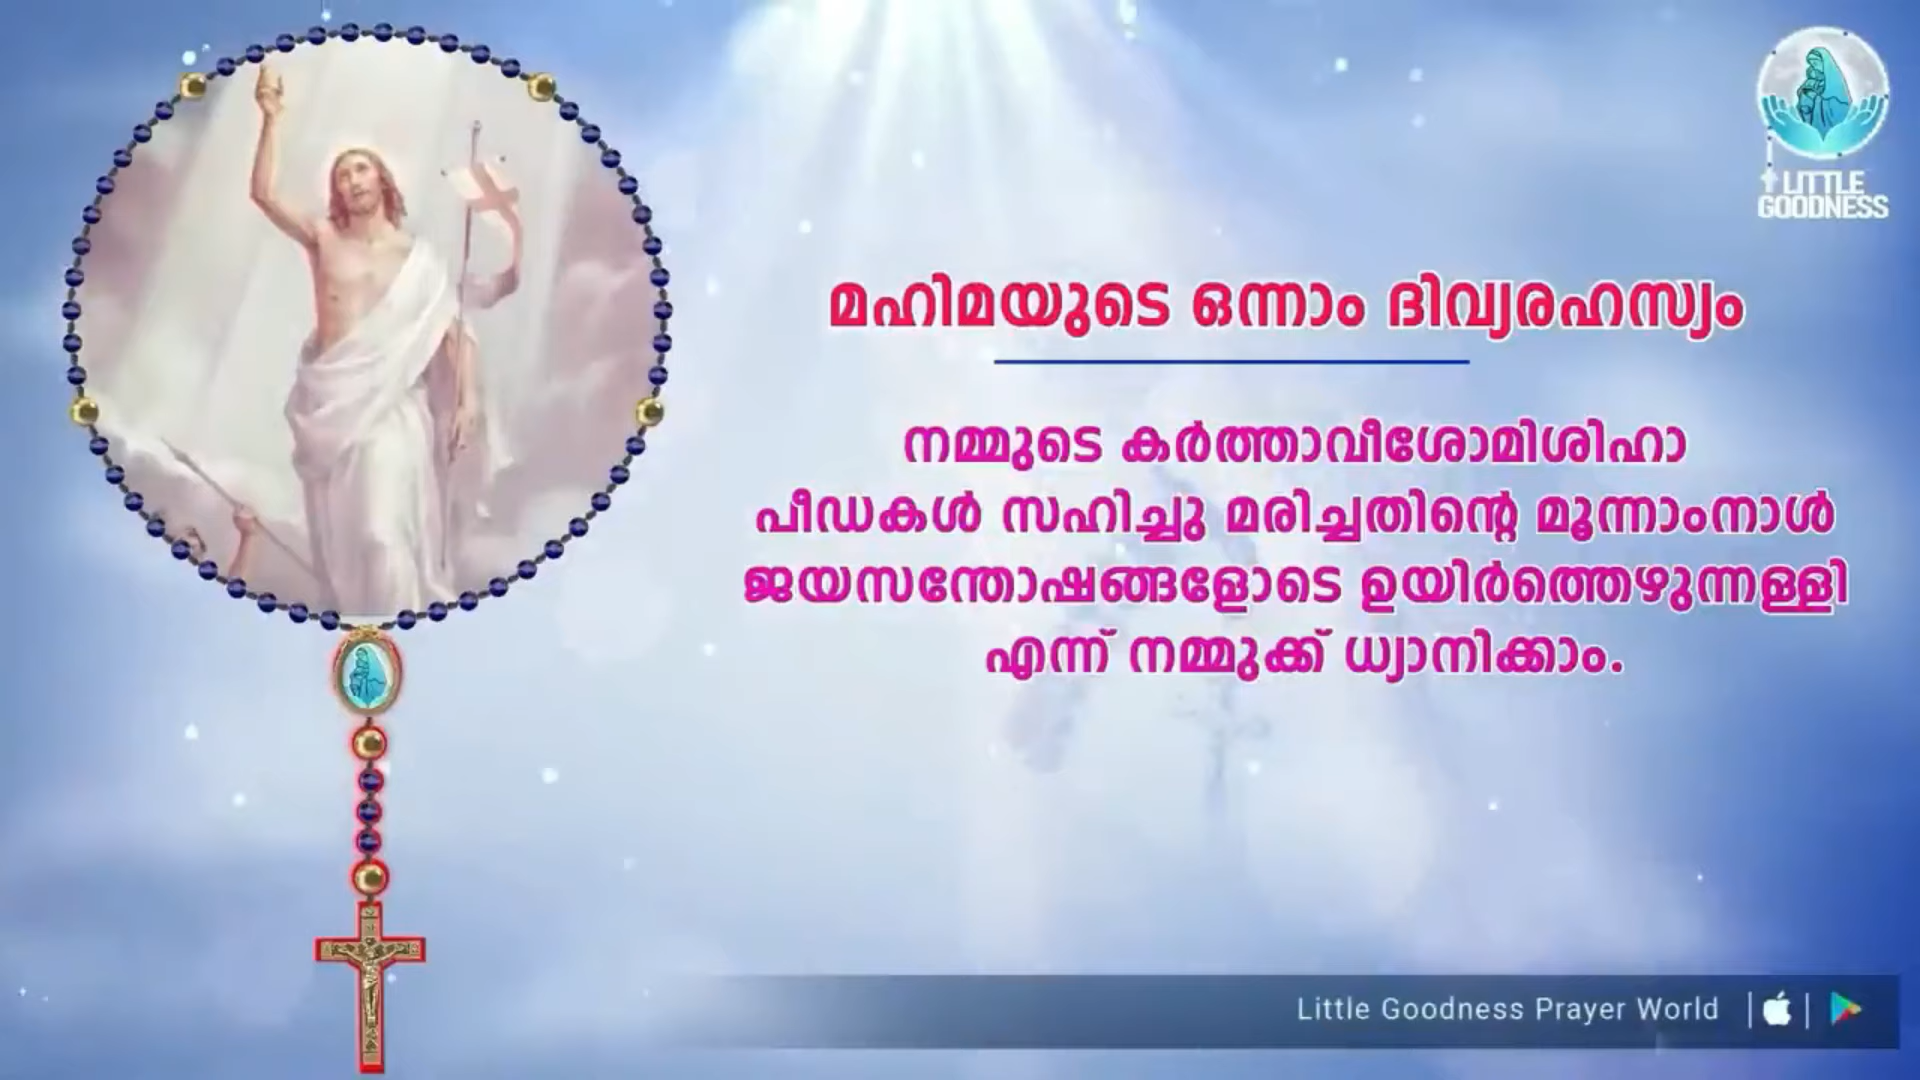 LITTLE
GOODNESS
മഹിമയുടെ ഒന്നാം ദിവ്യരഹസ്യം
നമ്മുടെ കർത്താവീശോമിശിഹാ
പീഡകൾ സഹിച്ചു മരിച്ചതിന്റെ മൂന്നാംനാൾ
ജയസന്തോഷങ്ങളോടെ ഉയിർത്തെഴുന്നള്ളി
എന്ന് നമ്മുക്ക് ധ്യാനിക്കാം.
Little Goodness Prayer World